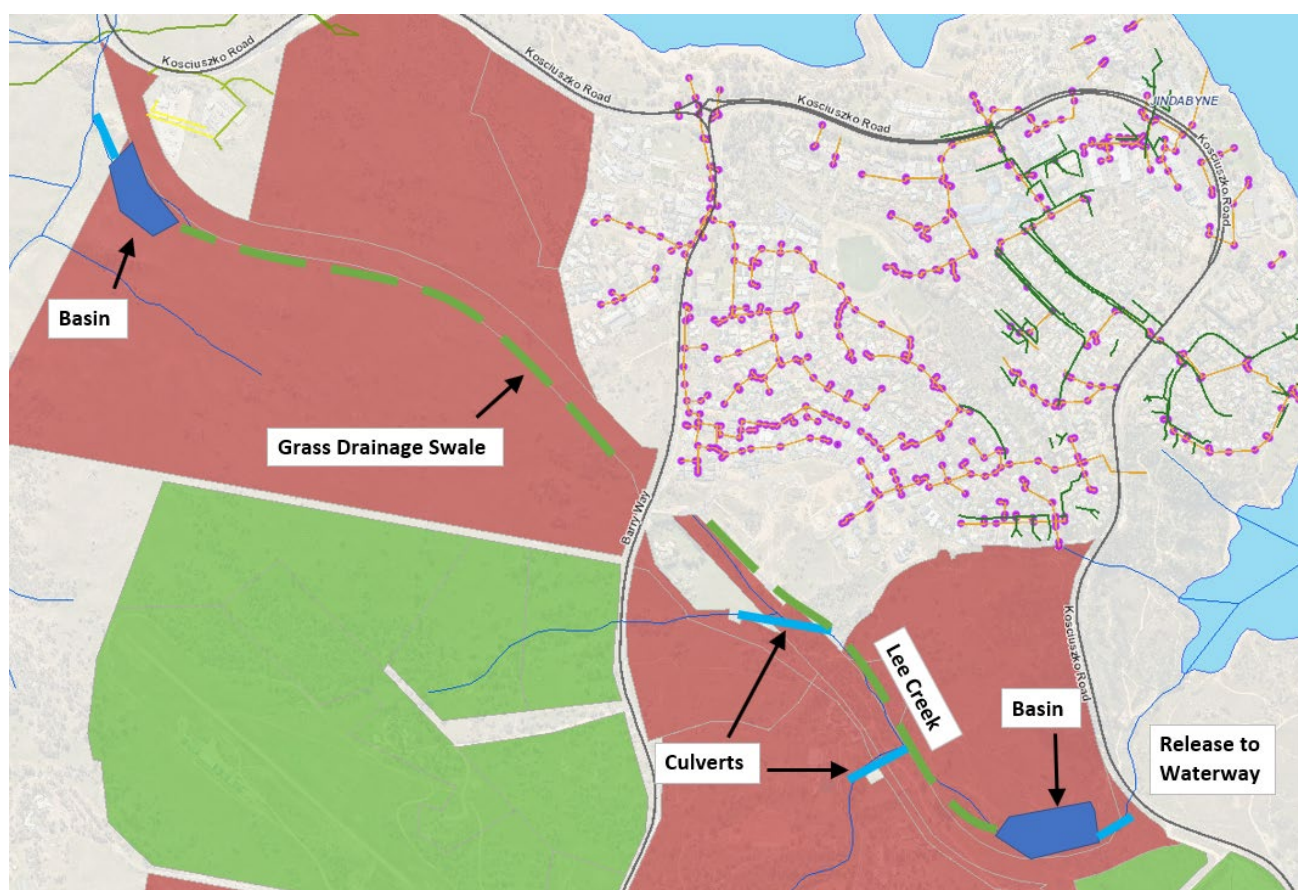 Kosciuszko Road
Kosciuszko Road
Kosciuszko Road
JINDABYNE
Kosciuszko Road
Basin
Grass Drainage Swale
Barry Way
Kosciuszko Road
Lee Creek
Basin
Culverts
Release to
Waterway